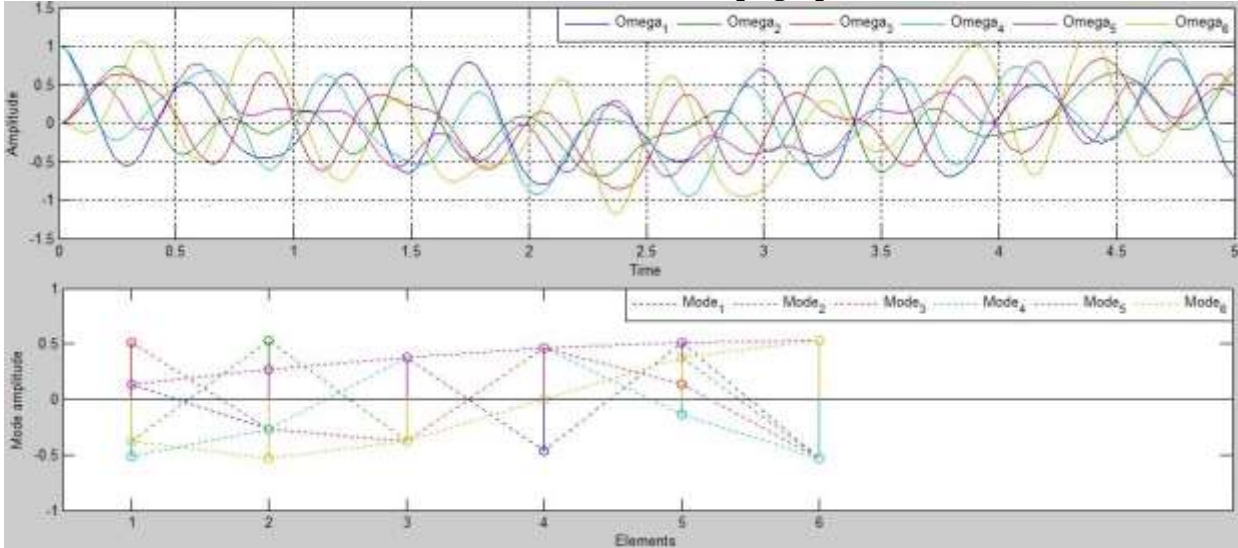 1.5
1
0.5
0
-0.5
-1
-1.5
Amplitude
Omega1 Omega2 Omega3 Omega4 Omega5 Omega6
0 0.5 1 1.5 2 2.5 3 3.5 4 4.5 5
Time
1
0.5
0
-0.5
-1
Mode amplitude
Mode1 Mode2 Mode3 Mode4 Mode5 Mode6
1 2 3 4 5 6
Elements